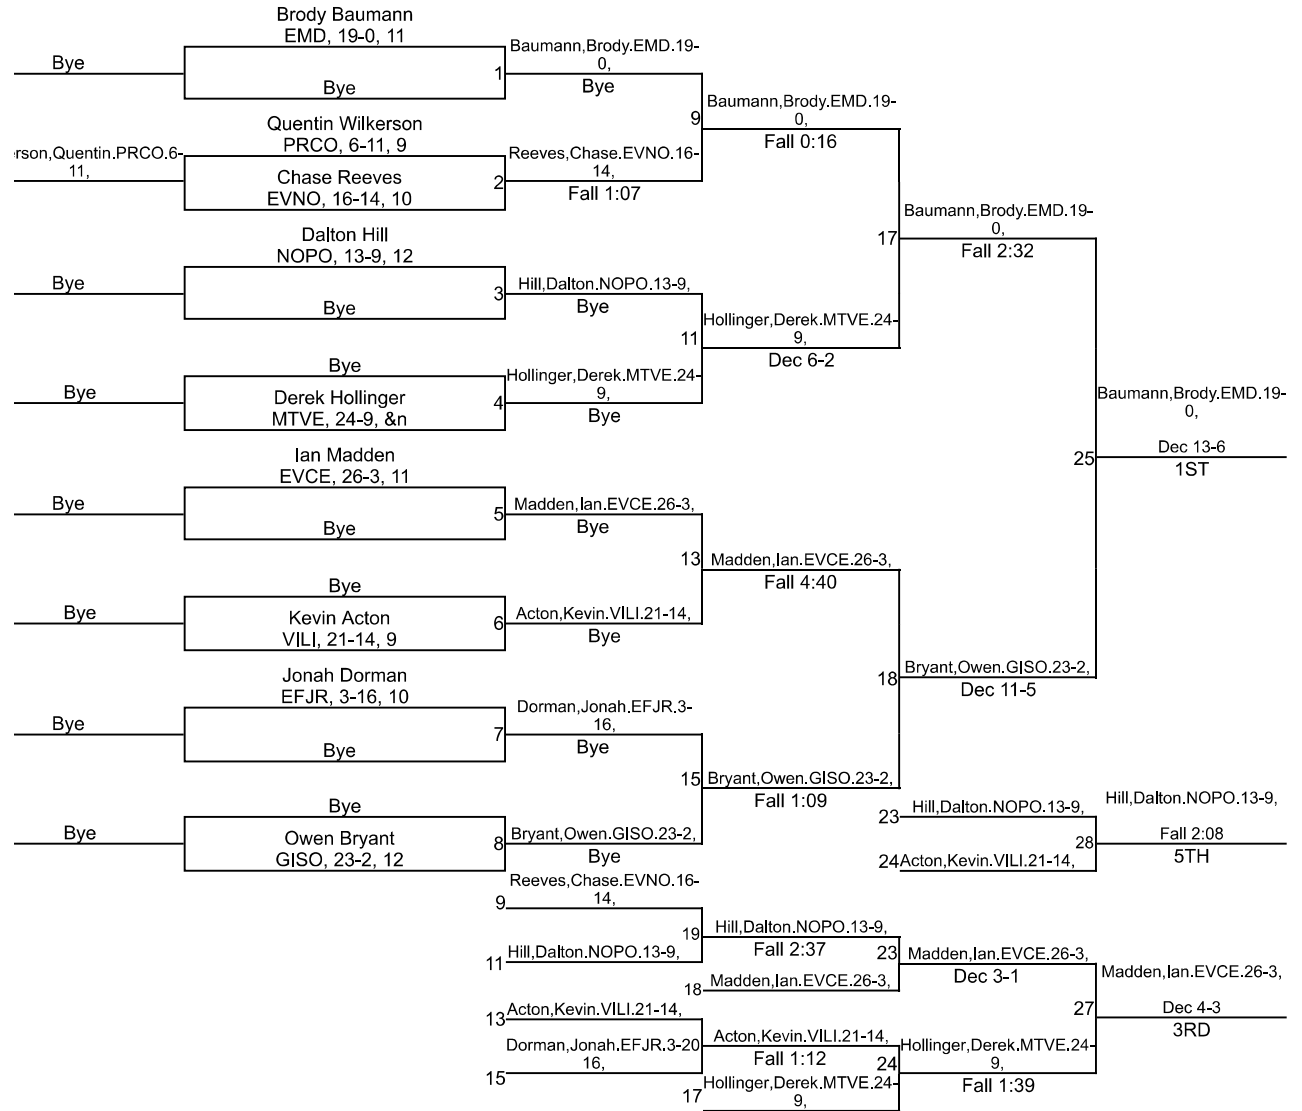 Brody Baumann
EMD, 19-0, 11
Bye
1
Bye
Baumann,Brody.EMD.19-
0,
Bye
Quentin Wilkerson
PRCO, 6-11, 9
erson,Quentin.PRCO.6-
11,
Chase Reeves
EVNO, 16-14, 10
2
Reeves,Chase.EVNO.16-
14,
Fall 1:07
9
Baumann,Brody.EMD.19-
0,
Fall 0:16
Dalton Hill
NOPO, 13-9, 12
Bye
3
Bye
Hill,Dalton.NOPO.13-9,
Bye
Bye
Bye
Derek Hollinger
MTVE, 24-9, &n
4
Hollinger,Derek.MTVE.24-
9,
Bye
11
Hollinger,Derek.MTVE.24-
9,
Dec 6-2
17
Baumann,Brody.EMD.19-
0,
Fall 2:32
Ian Madden
EVCE, 26-3, 11
Bye
5
Bye
Madden,Ian.EVCE.26-3,
Bye
Bye
Bye
Kevin Acton
VILI, 21-14, 9
6
Acton,Kevin.VILI.21-14,
Bye
13
Madden,Ian.EVCE.26-3,
Fall 4:40
Jonah Dorman
EFJR, 3-16, 10
Bye
7
Bye
Dorman,Jonah.EFJR.3-
16,
Bye
Bye
Bye
Owen Bryant
GISO, 23-2, 12
8
Bryant,Owen.GISO.23-2,
Bye
15
Bryant,Owen.GISO.23-2,
Fall 1:09
18
Bryant,Owen.GISO.23-2,
Dec 11-5
25
Baumann,Brody.EMD.19-
0,
Dec 13-6
1ST
23
Hill,Dalton.NOPO.13-9,
24
Acton,Kevin.VILI.21-14,
28
Hill,Dalton.NOPO.13-9,
Fall 2:08
5TH
9
Reeves,Chase.EVNO.16-
14,
11
Hill,Dalton.NOPO.13-9,
19
Hill,Dalton.NOPO.13-9,
Fall 2:37
18
Madden,Ian.EVCE.26-3,
23
Madden,Ian.EVCE.26-3,
Dec 3-1
13
Acton,Kevin.VILI.21-14,
15
Dorman,Jonah.EFJR.3-
16,
20
Acton,Kevin.VILI.21-14,
Fall 1:12
17
Hollinger,Derek.MTVE.24-
9,
24
Hollinger,Derek.MTVE.24-
9,
Fall 1:39
27
Madden,Ian.EVCE.26-3,
Dec 4-3
3RD